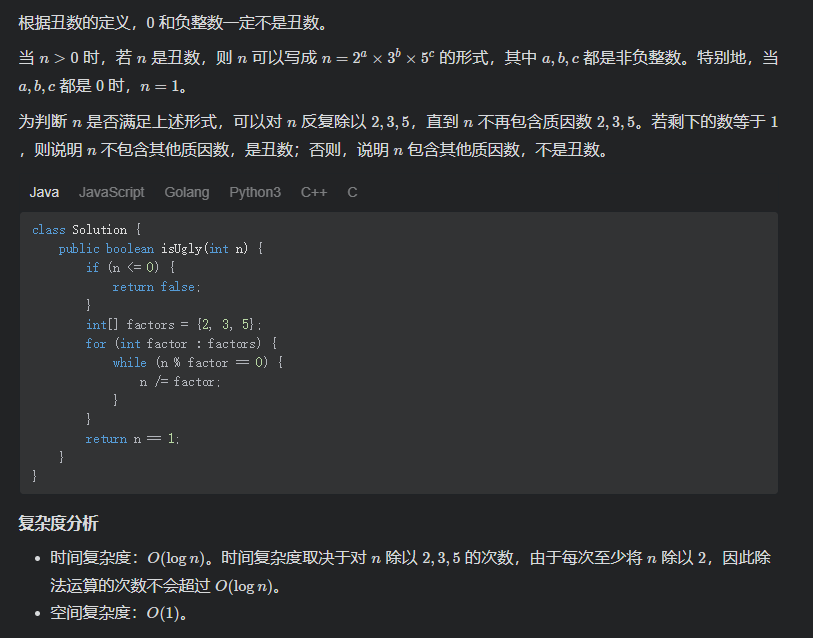 根据丑数的定义，0 和负整数一定不是丑数。
当 n > 0 时，若 n 是丑数，则 n 可以写成 n = 2ᵃ × 3ᵇ × 5ᶜ 的形式，其中 a, b, c 都是非负整数。特别地，当
a, b, c 都是 0 时，n = 1。
为判断 n 是否满足上述形式，可以对 n 反复除以 2, 3, 5，直到 n 不再包含质因数 2, 3, 5。若剩下的数等于 1
，则说明 n 不包含其他质因数，是丑数；否则，说明 n 包含其他质因数，不是丑数。
Java JavaScript Golang Python3 C++ C
class Solution {
    public boolean isUgly(int n) {
        if (n <= 0) {
            return false;
        }
        int[] factors = {2, 3, 5};
        for (int factor : factors) {
            while (n % factor == 0) {
                n /= factor;
            }
        }
        return n == 1;
    }
}
复杂度分析
• 时间复杂度：O(log n)。时间复杂度取决于对 n 除以 2, 3, 5 的次数，由于每次至少将 n 除以 2，因此除
法运算的次数不会超过 O(log n)。
• 空间复杂度：O(1)。